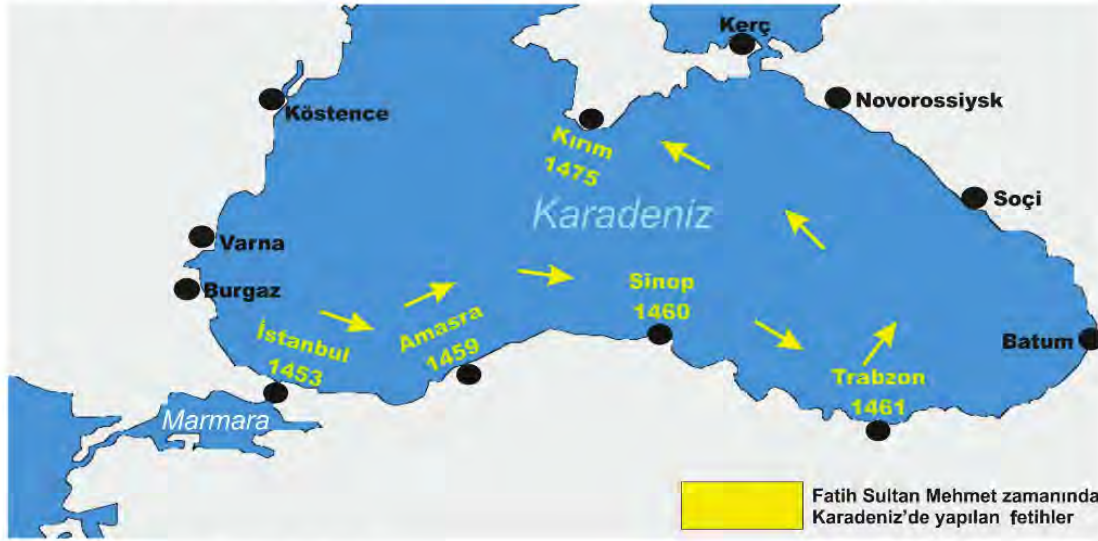 Kerç
Köstence
Novorossiysk
Kırım
1475
Soçi
Karadeniz
Varna
Sinop
1460
Burgaz
İstanbul
1453
Amasra
1459
Batum
Trabzon
1461
Marmara
Fatih Sultan Mehmet zamanında
Karadeniz'de yapılan fetihler